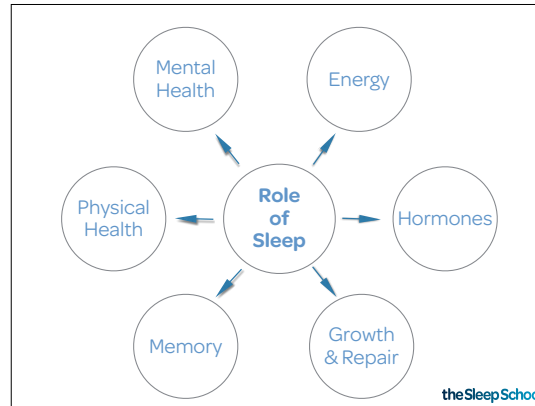 Mental
Health
Energy
Physical
Health
Role
of
Sleep
Hormones
Memory
Growth
& Repair
theSleepSchoo